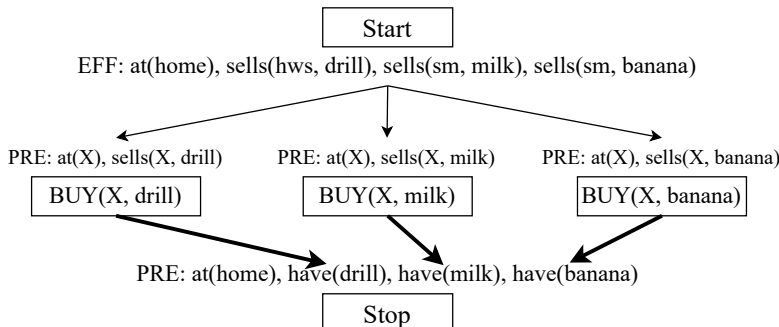 Start
EFF: at(home), sells(hws, drill), sells(sm, milk), sells(sm, banana)
PRE: at(X), sells(X, drill) PRE: at(X), sells(X, milk) PRE: at(X), sells(X, banana)
BUY(X, drill) BUY(X, milk) BUY(X, banana)
PRE: at(home), have(drill), have(milk), have(banana)
Stop